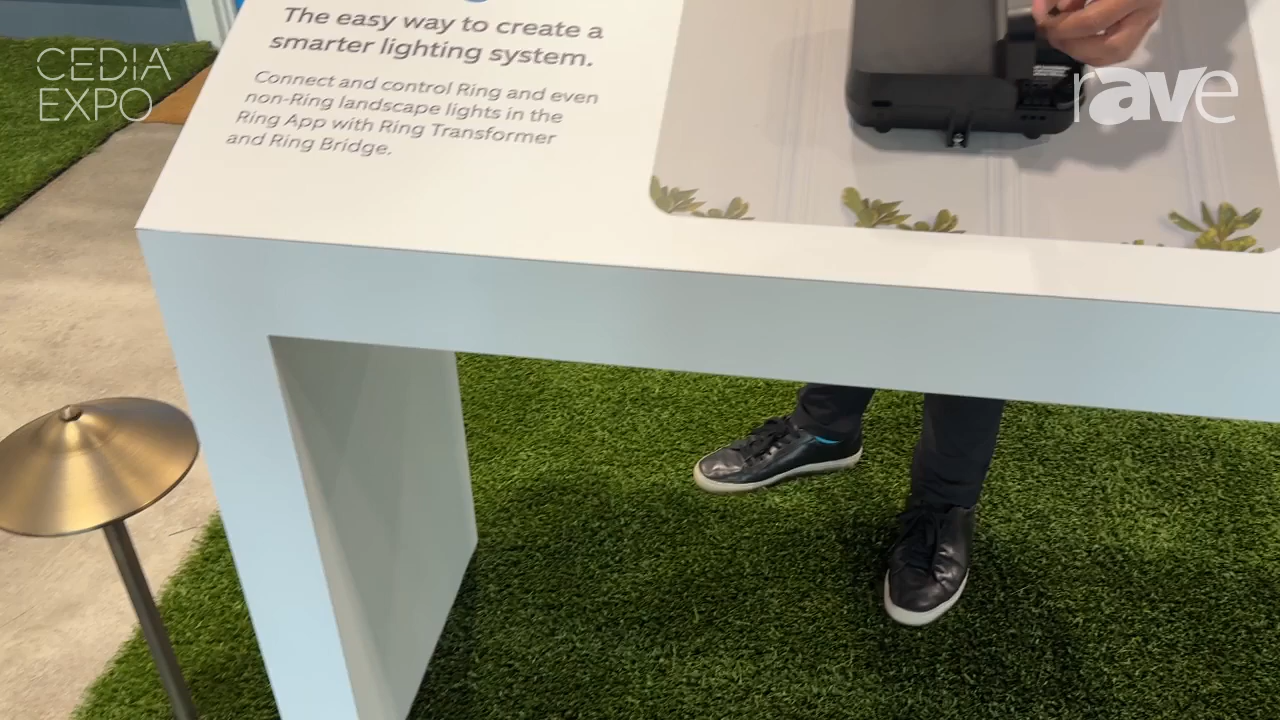 CEDIA
EXPO
rave
The easy way to create a
smarter lighting system.
Connect and control Ring and even
non-Ring landscape lights in the
Ring App with Ring Transformer
and Ring Bridge.